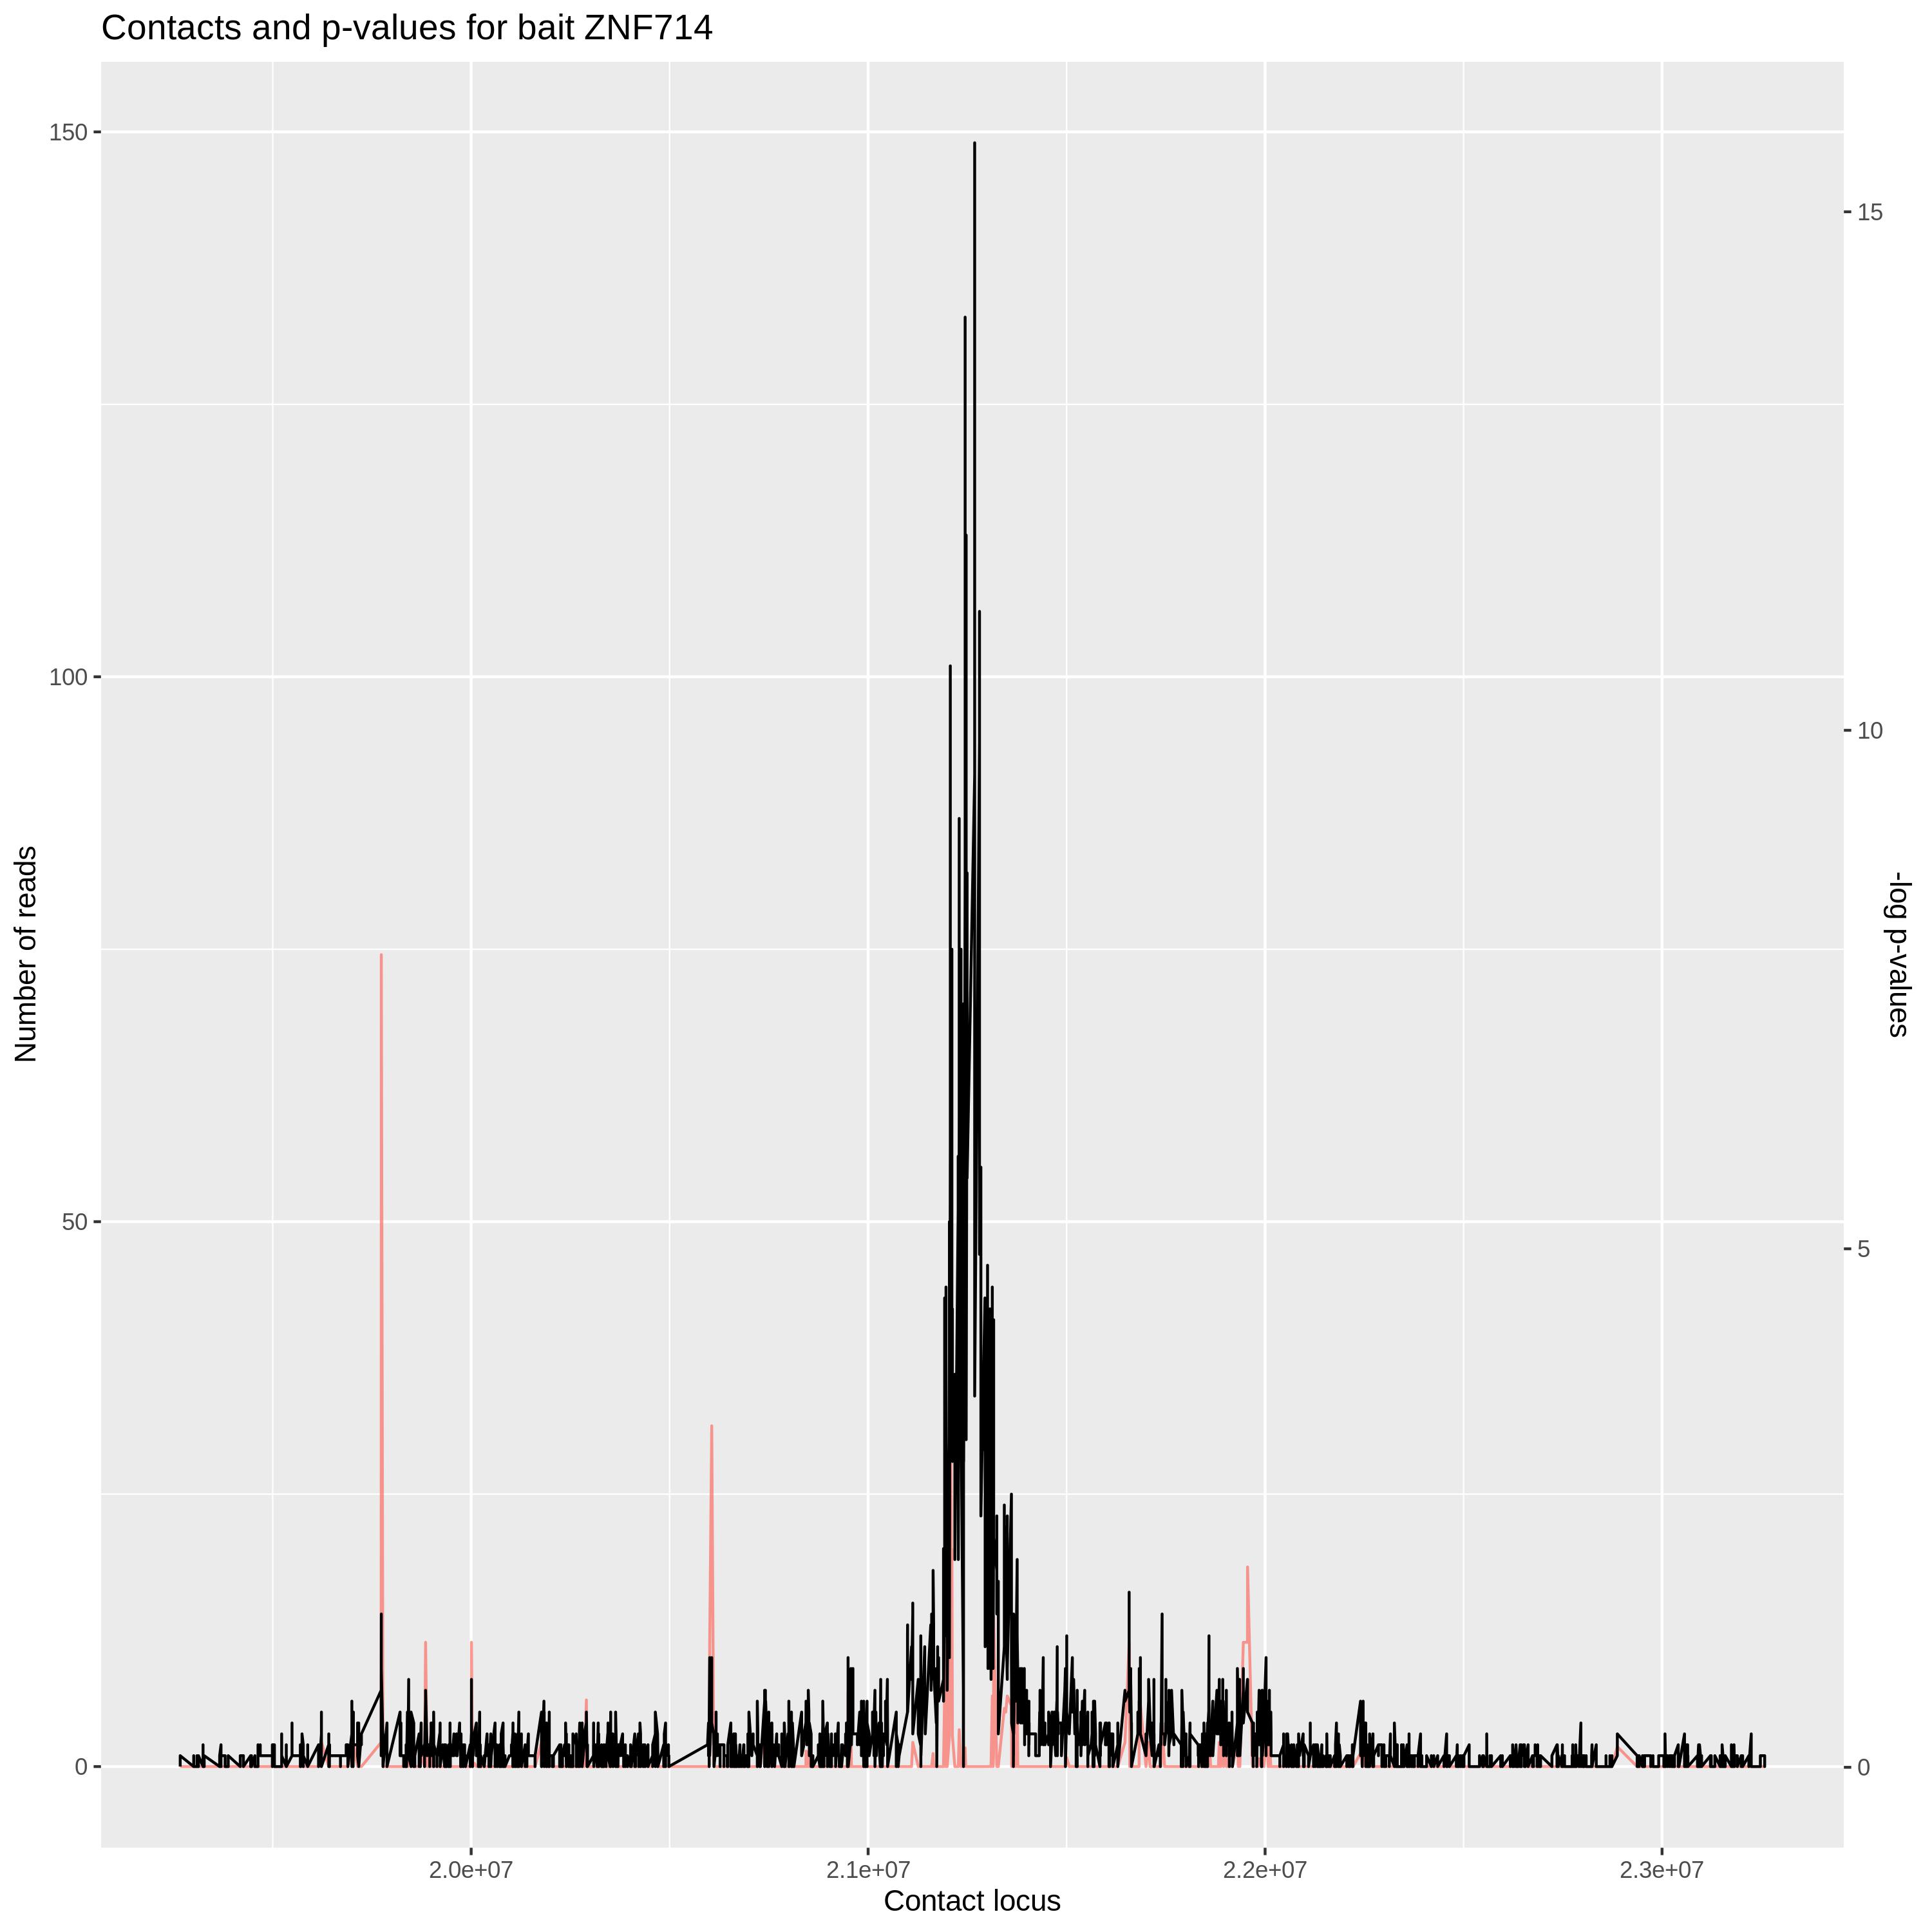 Contacts and p-values for bait ZNF714
150
100
50
0
Number of reads
15
10
5
0
-log p-values
2.0e+07
2.1e+07
2.2e+07
2.3e+07
Contact locus